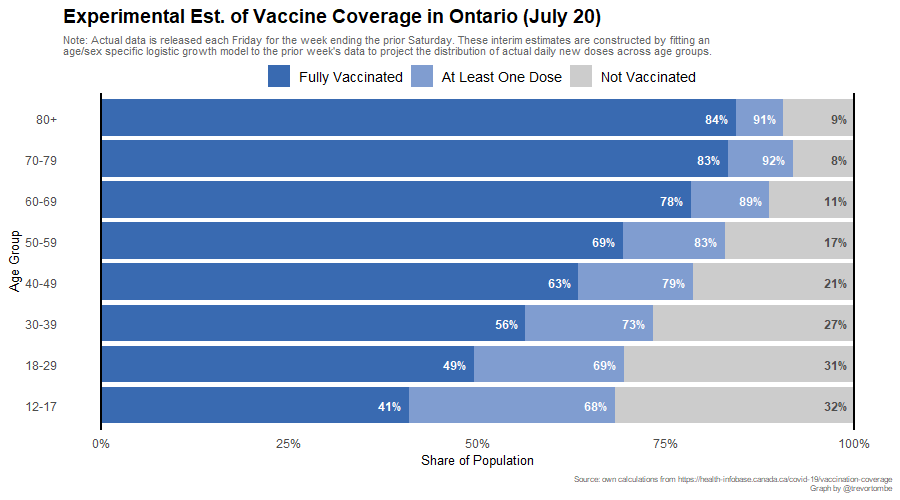 Experimental Est. of Vaccine Coverage in Ontario (July 20)
Note: Actual data is released each Friday for the week ending the prior Saturday. These interim estimates are constructed by fitting an
age/sex specific logistic growth model to the prior week's data to project the distribution of actual daily new doses across age groups.
Fully Vaccinated At Least One Dose Not Vaccinated
80+ 84% 91% 9%
70-79 83% 92% 8%
60-69 78% 89% 11%
50-59 69% 83% 17%
Age Group
40-49 63% 79% 21%
30-39 56% 73% 27%
18-29 49% 69% 31%
12-17 41% 68% 32%
0% 25% 50% 75% 100%
Share of Population
Source: own calculations from https://health-infobase.canada.ca/covid-19/vaccination-coverage
Graph by @trevortombe